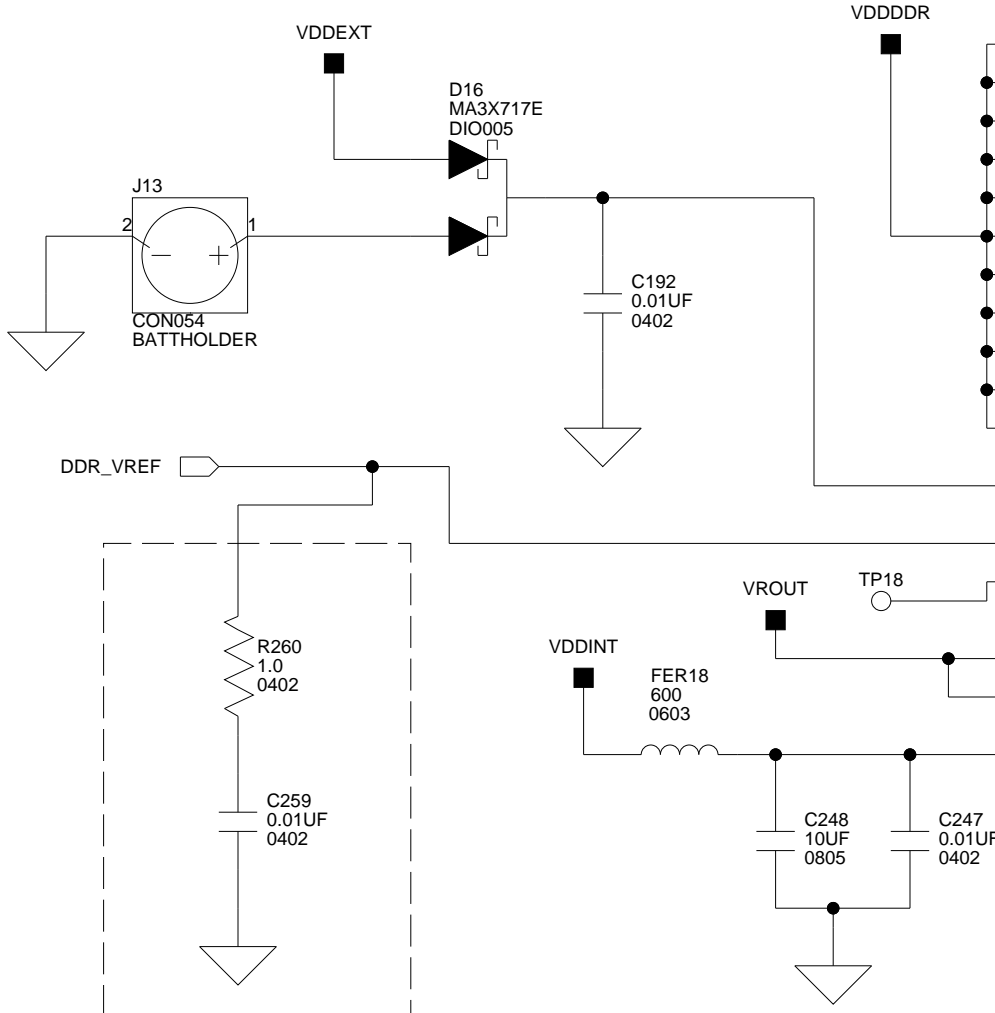 VDDEXT
VDDDDR
D16
MA3X717E
DIO005
J13
2
1
CON054
BATTHOLDER
C192
0.01UF
0402
DDR_VREF
R260
1.0
0402
C259
0.01UF
0402
VROUT
TP18
VDDINT
FER18
600
0603
C248
10UF
0805
C247
0.01UF
0402